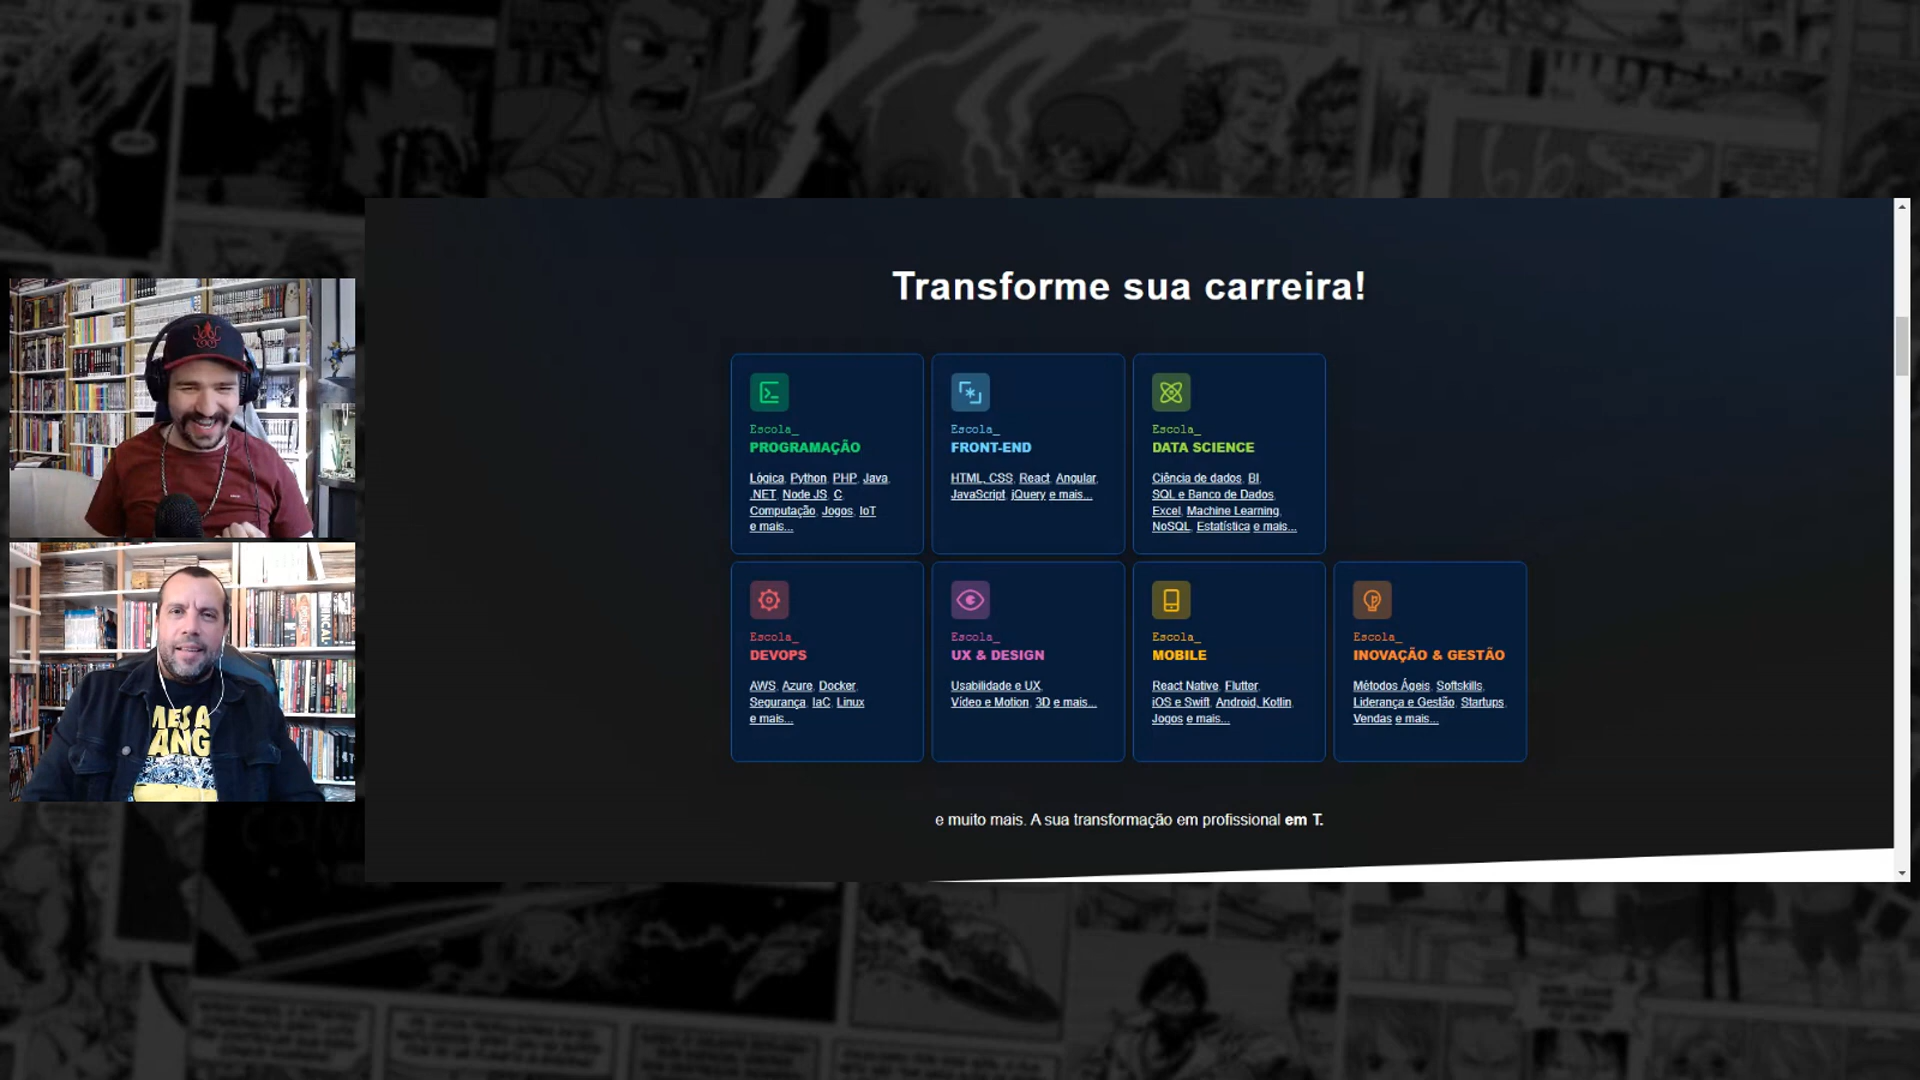 Transforme sua carreira!
Escola_
PROGRAMAÇÃO
Lógica, Python, PHP, Java,
.NET, Node JS, C,
Computação, Jogos, IoT
e mais...
Escola_
FRONT-END
HTML, CSS, React, Angular,
JavaScript, jQuery e mais...
Escola_
DATA SCIENCE
Ciência de dados, BI,
SQL e Banco de Dados,
Excel, Machine Learning,
NoSQL, Estatística e mais...
Escola_
DEVOPS
AWS, Azure, Docker,
Segurança, IaC, Linux
e mais...
Escola_
UX & DESIGN
Usabilidade e UX,
Vídeo e Motion, 3D e mais...
Escola_
MOBILE
React Native, Flutter,
iOS e Swift, Android, Kotlin,
Jogos e mais...
Escola_
INOVAÇÃO & GESTÃO
Métodos Ágeis, Softskills,
Liderança e Gestão, Startups,
Vendas e mais...
e muito mais. A sua transformação em profissional em T.